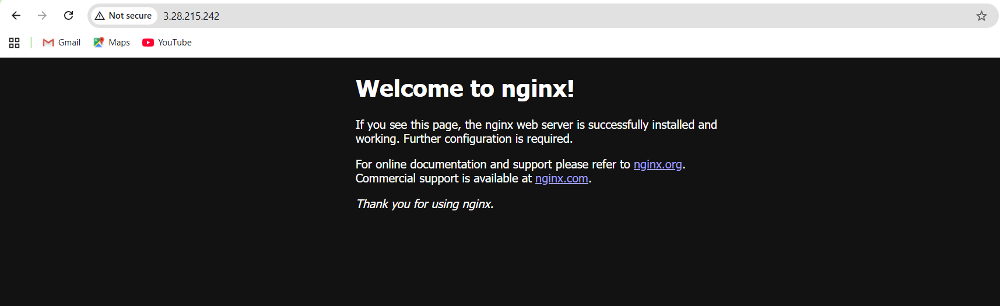 Not secure 3.28.215.242
Gmail Maps YouTube
Welcome to nginx!
If you see this page, the nginx web server is successfully installed and
working. Further configuration is required.
For online documentation and support please refer to nginx.org.
Commercial support is available at nginx.com.
Thank you for using nginx.